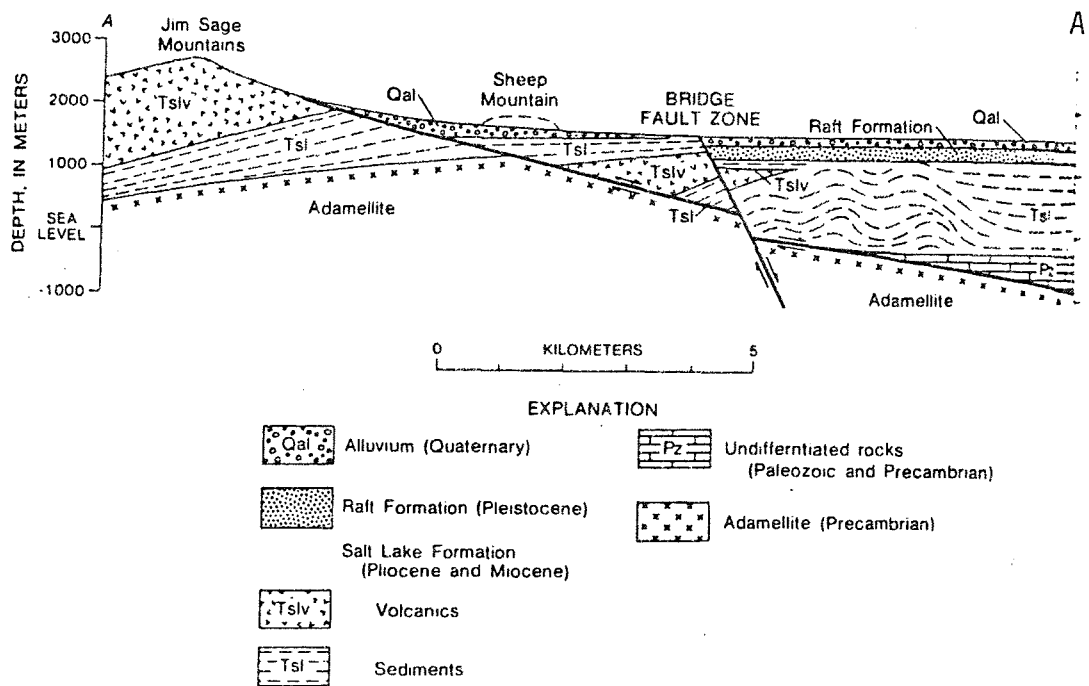 A
A
Jim Sage
Mountains
3000
2000
1000
SEA
LEVEL
-1000
DEPTH, IN METERS
Tslv
Qal
Sheep
Mountain
BRIDGE
FAULT ZONE
Raft Formation
Qal
Tsl
Tsl
Tslv
Tslv
Tsl
Tsl
Adamellite
Pz
Adamellite
0 KILOMETERS 5
EXPLANATION
Qal Alluvium (Quaternary)
Raft Formation (Pleistocene)
Salt Lake Formation
(Pliocene and Miocene)
Tslv Volcanics
Tsl Sediments
Pz Undifferntiated rocks
(Paleozoic and Precambrian)
Adamellite (Precambrian)